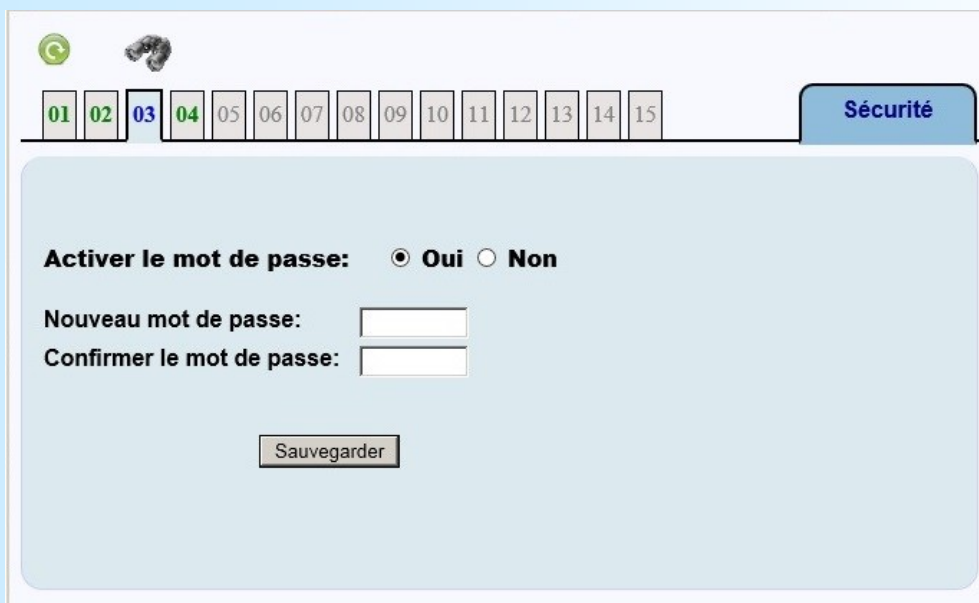 01 02 03 04 05 06 07 08 09 10 11 12 13 14 15 Sécurité
Activer le mot de passe: Oui Non
Nouveau mot de passe:
Confirmer le mot de passe:
Sauvegarder